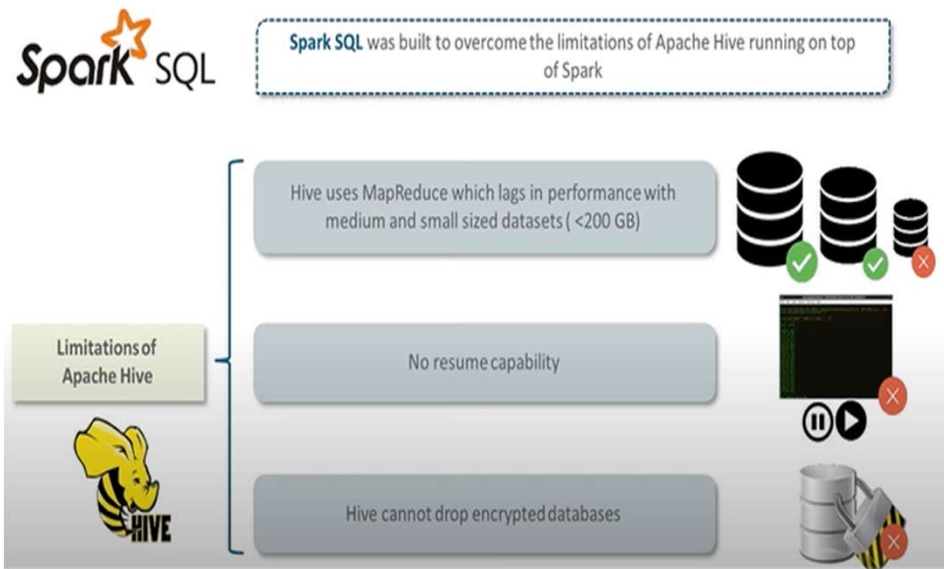 Spark SQL
Spark SQL was built to overcome the limitations of Apache Hive running on top
of Spark
Hive uses MapReduce which lags in performance with
medium and small sized datasets ( <200 GB)
Limitations of
Apache Hive
No resume capability
HIVE
Hive cannot drop encrypted databases